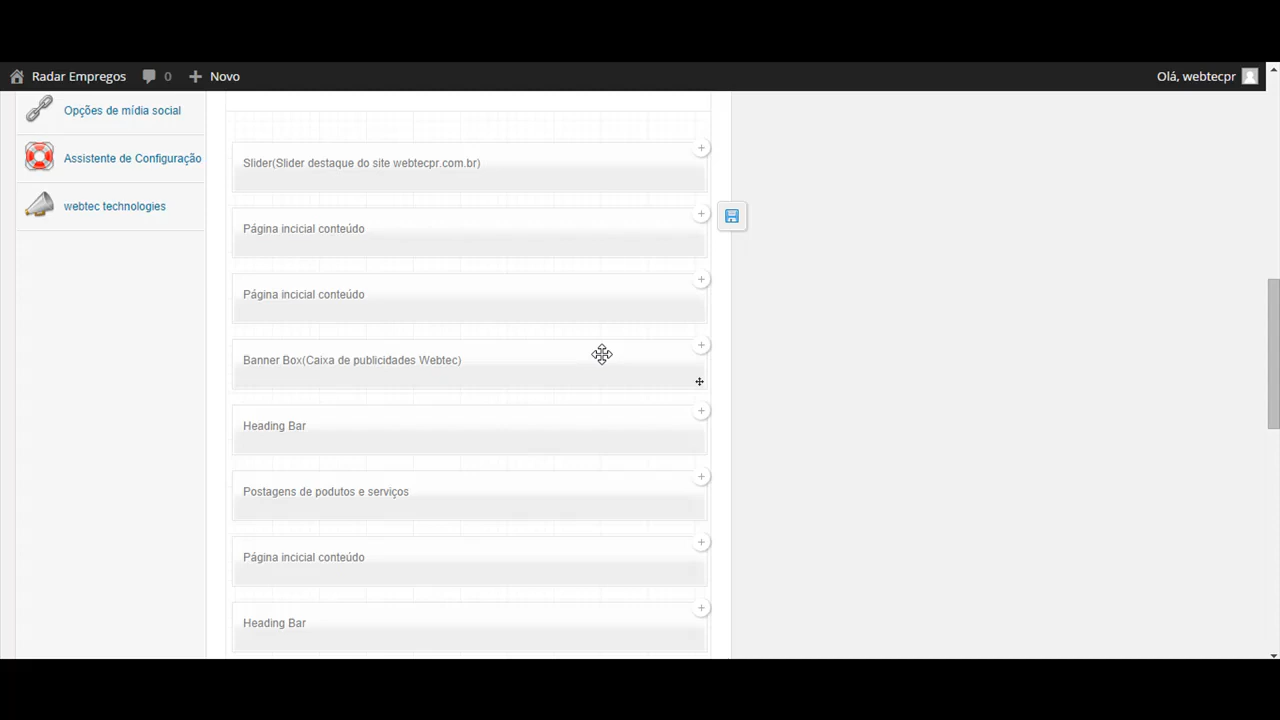 Radar Empregos 0 Novo Olá, webtecpr
Opções de mídia social
Assistente de Configuração
webtec technologies
Slider(Slider destaque do site webtecpr.com.br)
Página incicial conteúdo
Página incicial conteúdo
Banner Box(Caixa de publicidades Webtec)
Heading Bar
Postagens de podutos e serviços
Página incicial conteúdo
Heading Bar